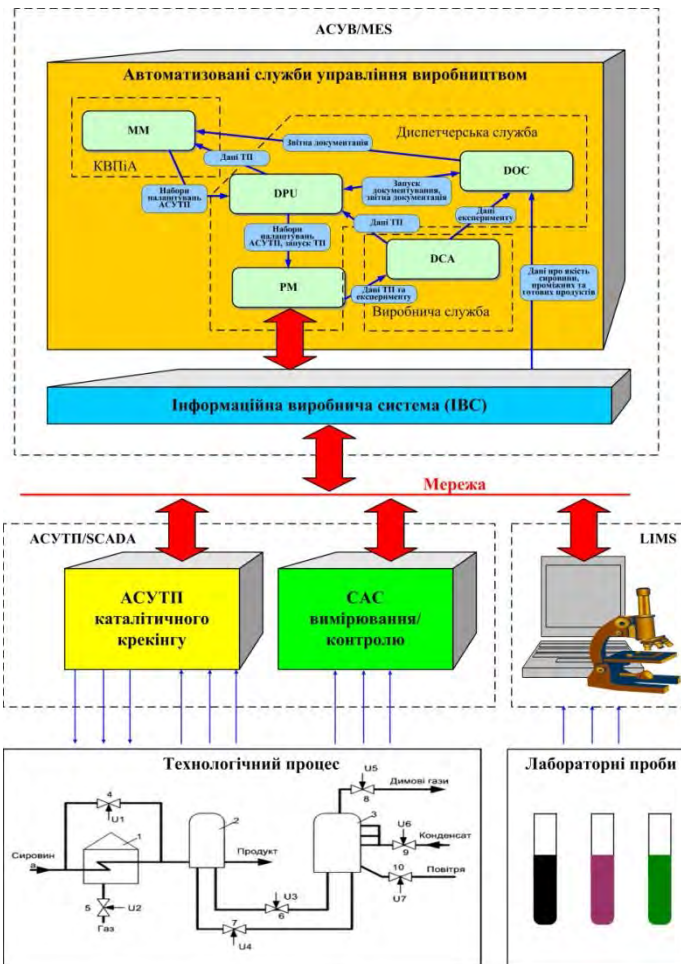 АСУВ/MES
Автоматизовані служби управління виробництвом
ММ
КВПіА
Дані ТП
Звітна документація
Диспетчерська служба
DOC
Набори
налаштувань
АСУТП
DPU
Запуск
документування,
звітна документація
Набори
налаштувань
АСУТП, запуск ТП
Дані ТП
Дані
експерименту
DCA
РМ
Дані ТП та
експерименту
Виробнича служба
Дані про якість
сировини,
проміжних та
готових продуктів
Інформаційна виробнича система (ІВС)
Мережа
АСУТП/SCADA
LIMS
АСУТП
каталітичного
крекінгу
САС
вимірювання/
контролю
Технологічний процес
Лабораторні проби
4
U1
1
Сировин
а
5
U2
Газ
2
Продукт
U3
6
7
U4
U5
8
Димові гази
3
U6
Конденсат
9
10
Повітря
U7